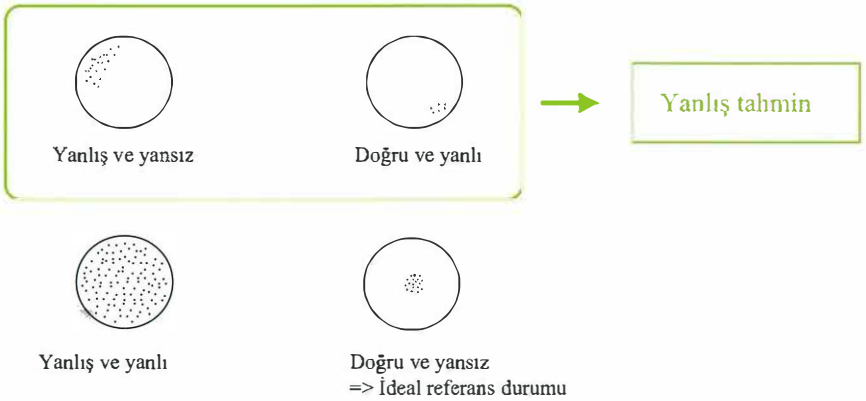 Yanlış ve yansız
Doğru ve yanlı
Yanlış tahmin
Yanlış ve yanlı
Doğru ve yansız
=> İdeal referans durumu